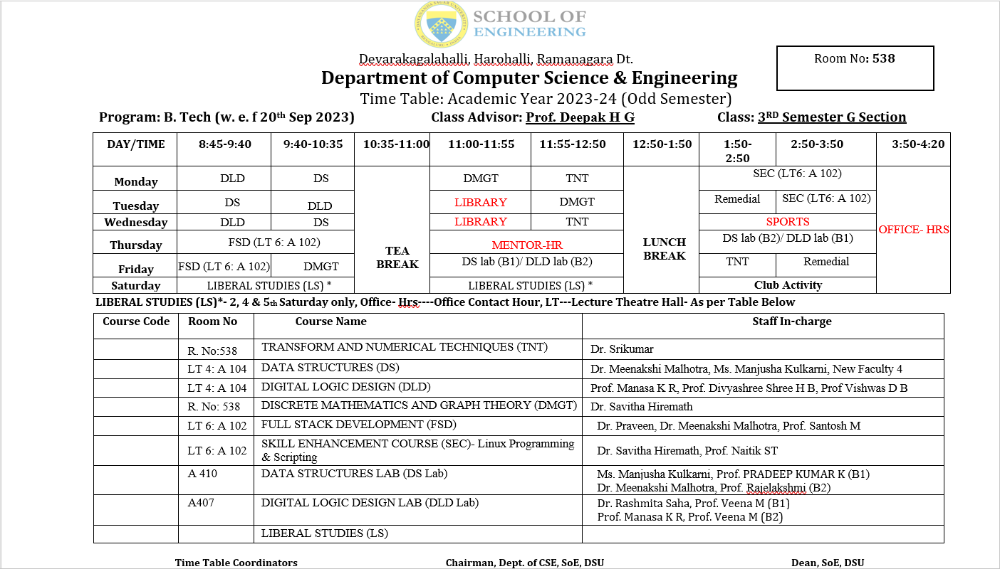 DAYANANDA SAGAR UNIVERSITY
BENGALURU - INDIA
SCHOOL OF
ENGINEERING
Devarakagalahalli, Harohalli, Ramanagara Dt.
Room No: 538
Department of Computer Science & Engineering
Time Table: Academic Year 2023-24 (Odd Semester)
Program: B. Tech (w. e. f 20th Sep 2023) Class Advisor: Prof. Deepak H G Class: 3RD Semester G Section
DAY/TIME 8:45-9:40 9:40-10:35 10:35-11:00 11:00-11:55 11:55-12:50 12:50-1:50 1:50-2:50 2:50-3:50 3:50-4:20
Monday DLD DS TEA BREAK DMGT TNT LUNCH BREAK SEC (LT6: A 102) OFFICE- HRS
Tuesday DS DLD LIBRARY DMGT Remedial SEC (LT6: A 102)
Wednesday DLD DS LIBRARY TNT SPORTS
Thursday FSD (LT 6: A 102) MENTOR-HR DS lab (B2)/ DLD lab (B1)
Friday FSD (LT 6: A 102) DMGT DS lab (B1)/ DLD lab (B2) TNT Remedial
Saturday LIBERAL STUDIES (LS) * LIBERAL STUDIES (LS) * Club Activity
LIBERAL STUDIES (LS)*- 2, 4 & 5th Saturday only, Office- Hrs----Office Contact Hour, LT---Lecture Theatre Hall- As per Table Below
Course Code Room No Course Name Staff In-charge
R. No:538 TRANSFORM AND NUMERICAL TECHNIQUES (TNT) Dr. Srikumar
LT 4: A 104 DATA STRUCTURES (DS) Dr. Meenakshi Malhotra, Ms. Manjusha Kulkarni, New Faculty 4
LT 4: A 104 DIGITAL LOGIC DESIGN (DLD) Prof. Manasa K R, Prof. Divyashree Shree H B, Prof Vishwas D B
R. No: 538 DISCRETE MATHEMATICS AND GRAPH THEORY (DMGT) Dr. Savitha Hiremath
LT 6: A 102 FULL STACK DEVELOPMENT (FSD) Dr. Praveen, Dr. Meenakshi Malhotra, Prof. Santosh M
LT 6: A 102 SKILL ENHANCEMENT COURSE (SEC)- Linux Programming
& Scripting Dr. Savitha Hiremath, Prof. Naitik ST
A 410 DATA STRUCTURES LAB (DS Lab) Ms. Manjusha Kulkarni, Prof. PRADEEP KUMAR K (B1)
Dr. Meenakshi Malhotra, Prof. Rajelakshmi (B2)
A407 DIGITAL LOGIC DESIGN LAB (DLD Lab) Dr. Rashmita Saha, Prof. Veena M (B1)
Prof. Manasa K R, Prof. Veena M (B2)
LIBERAL STUDIES (LS)
Time Table Coordinators Chairman, Dept. of CSE, SoE, DSU Dean, SoE, DSU